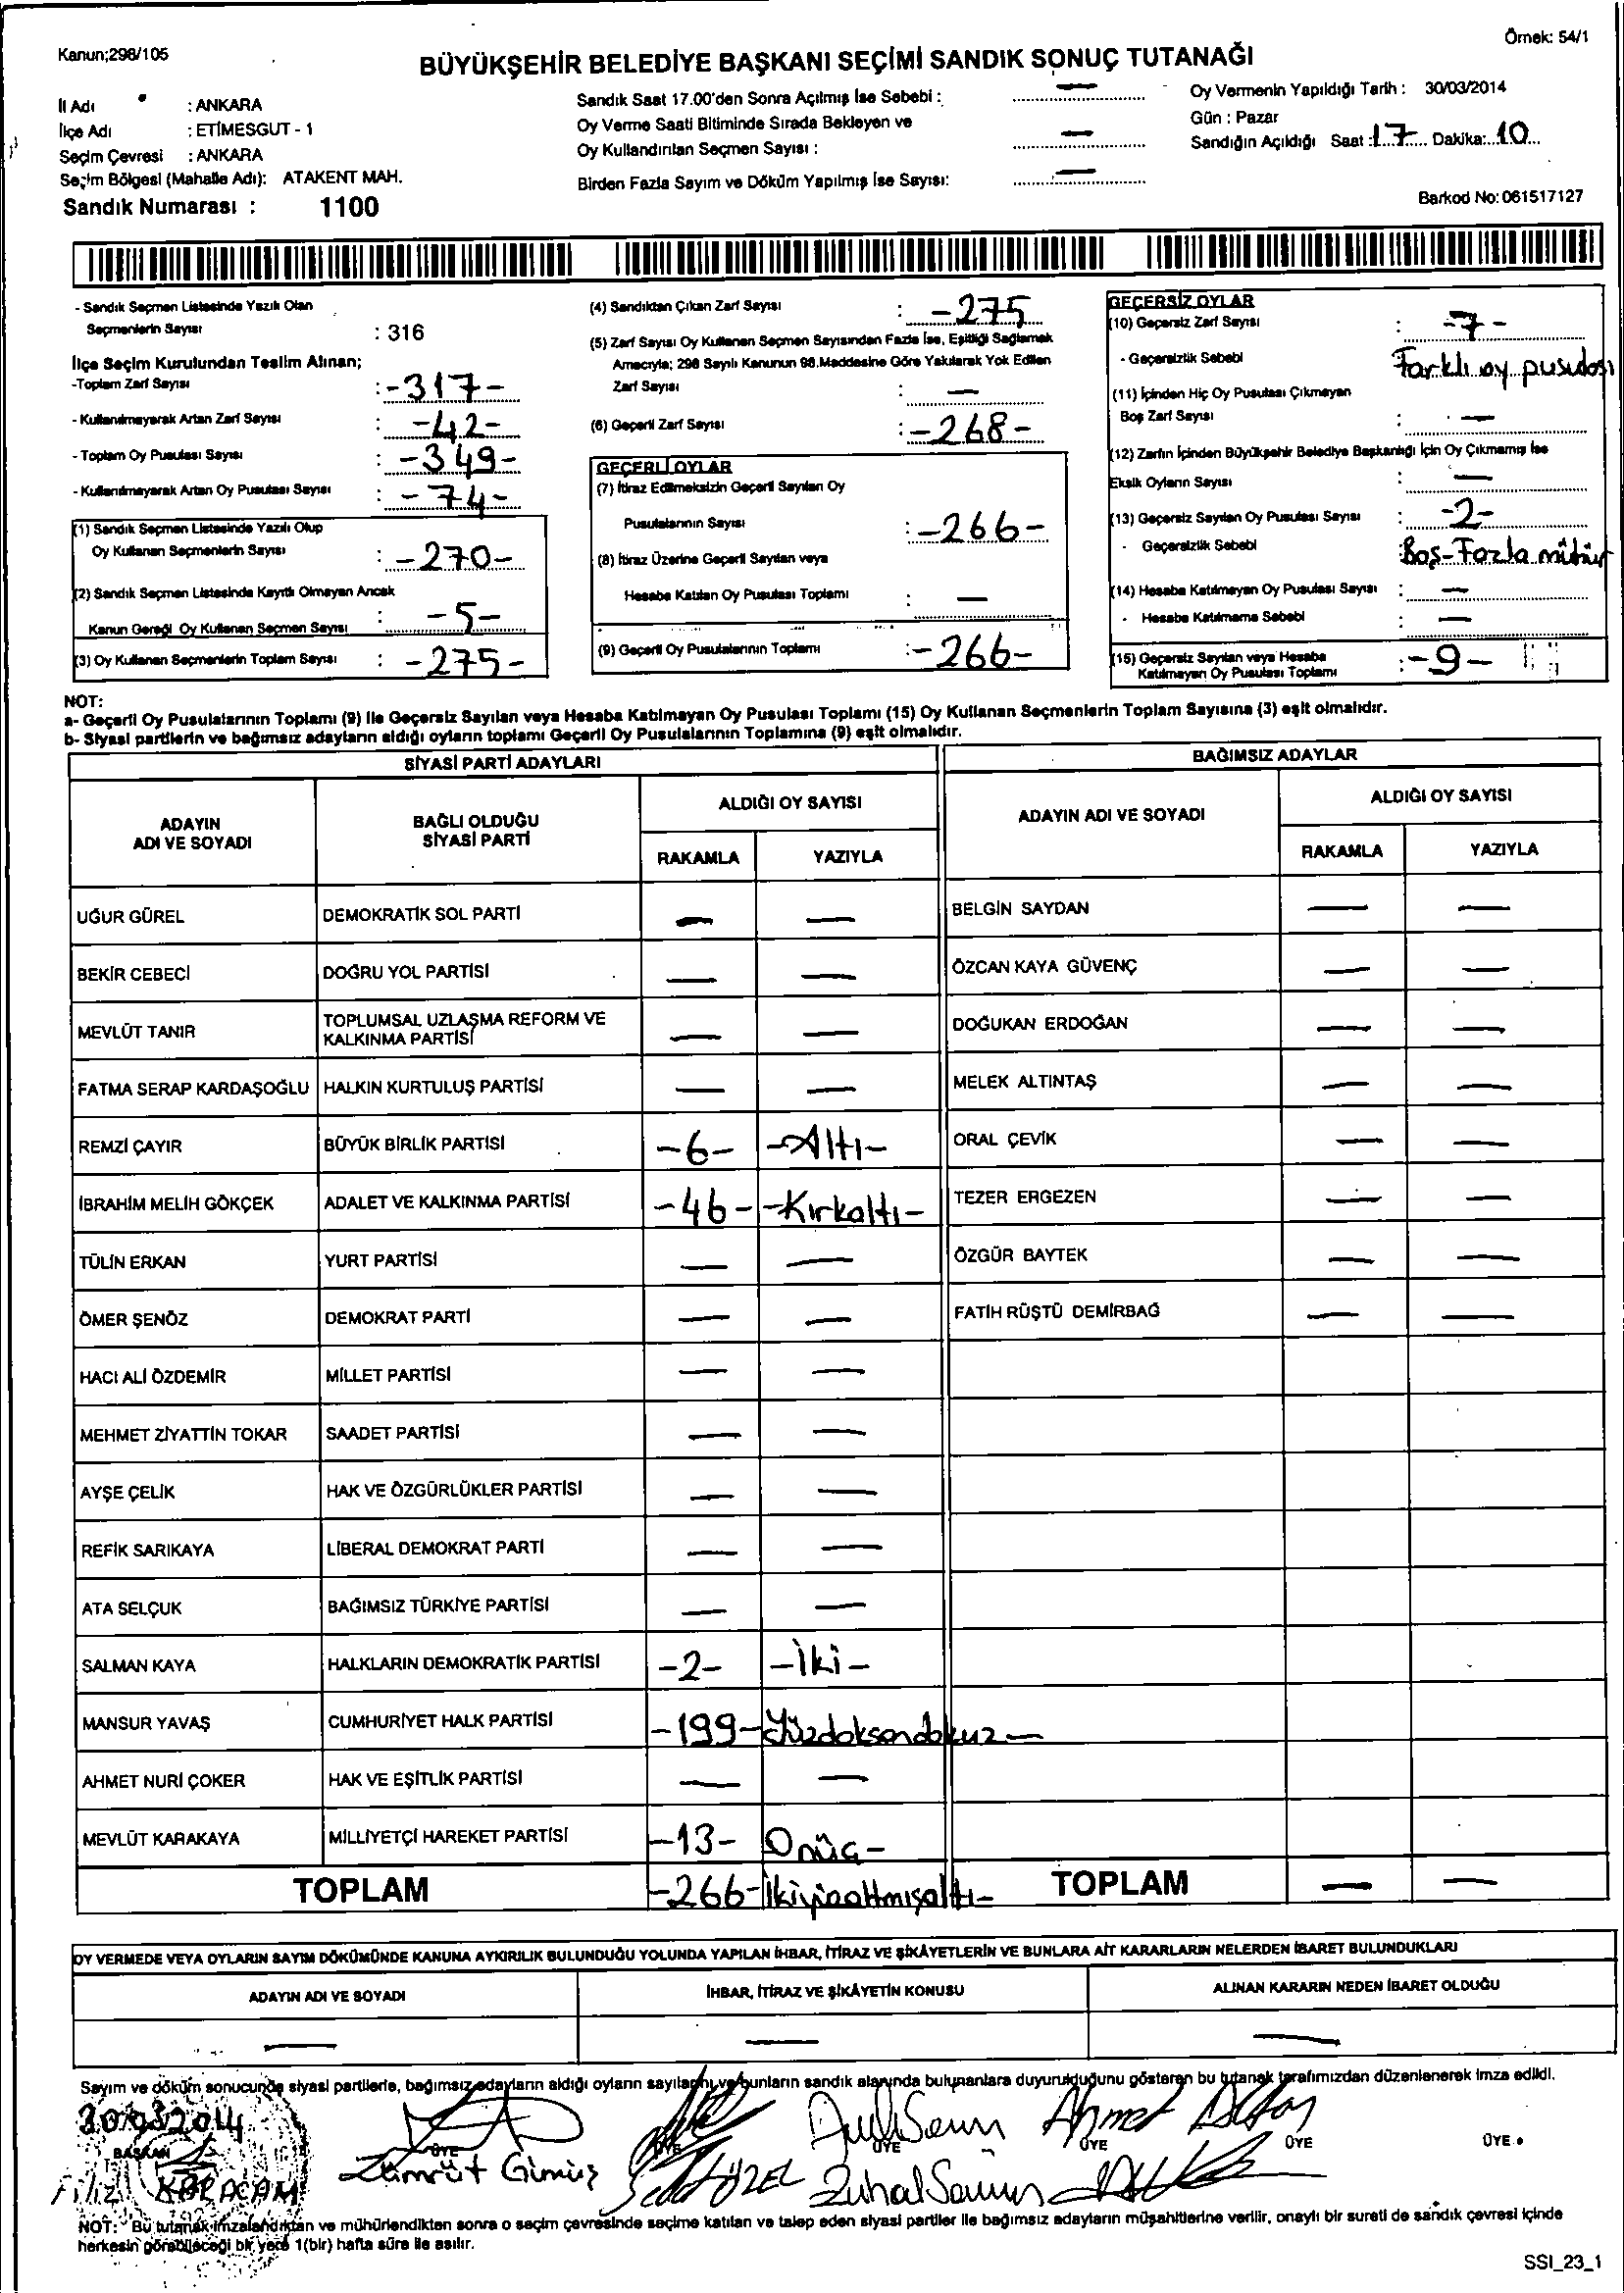 Kanun;298/105
Örnek: 54/1
BÜYÜKŞEHİR BELEDİYE BAŞKANI SEÇİMİ SANDIK SONUÇ TUTANAĞI
İl Adı : ANKARA
İlçe Adı : ETİMESGUT - 1
Seçim Çevresi : ANKARA
Seçim Bölgesi (Mahalle Adı): ATAKENT MAH.
Sandık Numarası : 1100
Sandık Saat 17.00'den Sonra Açılmış İse Sebebi : —
Oy Verme Saati Bitiminde Sırada Bekleyen ve
Oy Kullandırılan Seçmen Sayısı : —
Birden Fazla Sayım ve Döküm Yapılmış İse Sayısı: —
Oy Vermenin Yapıldığı Tarih : 30/03/2014
Gün : Pazar
Sandığın Açıldığı Saat :17 Dakika:10
Barkod No: 061517127
- Sandık Seçmen Listesinde Yazılı Olan
Seçmenlerin Sayısı : 316
İlçe Seçim Kurulundan Teslim Alınan;
-Toplam Zarf Sayısı :-317-
- Kullanılmayarak Artan Zarf Sayısı : -42-
- Toplam Oy Pusulası Sayısı : -349-
- Kullanılmayarak Artan Oy Pusulası Sayısı : -74-
(1) Sandık Seçmen Listesinde Yazılı Olup
Oy Kullanan Seçmenlerin Sayısı : -270-
(2) Sandık Seçmen Listesinde Kayıtlı Olmayan Ancak
Kanun Gereği Oy Kullanan Seçmen Sayısı : -5-
(3) Oy Kullanan Seçmenlerin Toplam Sayısı : -275-
(4) Sandıktan Çıkan Zarf Sayısı : -275
(5) Zarf Sayısı Oy Kullanan Seçmen Sayısından Fazla İse, Eşitliği Sağlamak
Amacıyla; 298 Sayılı Kanunun 98.Maddesine Göre Yakılarak Yok Edilen
Zarf Sayısı : —
(6) Geçerli Zarf Sayısı : -268-
GEÇERLİ OYLAR
(7) İtiraz Edilmeksizin Geçerli Sayılan Oy
Pusulalarının Sayısı : -266-
(8) İtiraz Üzerine Geçerli Sayılan veya
Hesaba Katılan Oy Pusulası Toplamı : —
(9) Geçerli Oy Pusulalarının Toplamı :-266-
GEÇERSİZ OYLAR
(10) Geçersiz Zarf Sayısı : -7-
- Geçersizlik Sebebi Farklı oy pusulası
(11) İçinden Hiç Oy Pusulası Çıkmayan
Boş Zarf Sayısı : —
(12) Zarfın İçinden Büyükşehir Belediye Başkanlığı İçin Oy Çıkmamış İse
Eksik Oyların Sayısı : —
(13) Geçersiz Sayılan Oy Pusulası Sayısı : -2-
- Geçersizlik Sebebi :Boş-Fazla mühür
(14) Hesaba Katılmayan Oy Pusulası Sayısı : —
- Hesaba Katılmama Sebebi : —
(15) Geçersiz Sayılan veya Hesaba
Katılmayan Oy Pusulası Toplamı :-9-
NOT:
a- Geçerli Oy Pusulalarının Toplamı (9) ile Geçersiz Sayılan veya Hesaba Katılmayan Oy Pusulası Toplamı (15) Oy Kullanan Seçmenlerin Toplam Sayısına (3) eşit olmalıdır.
b- Siyasi partilerin ve bağımsız adayların aldığı oyların toplamı Geçerli Oy Pusulalarının Toplamına (9) eşit olmalıdır.
SİYASİ PARTİ ADAYLARI
BAĞIMSIZ ADAYLAR
ADAYIN
ADI VE SOYADI
BAĞLI OLDUĞU
SİYASİ PARTİ
ALDIĞI OY SAYISI
RAKAMLA YAZIYLA
ADAYIN ADI VE SOYADI
ALDIĞI OY SAYISI
RAKAMLA YAZIYLA
UĞUR GÜREL DEMOKRATİK SOL PARTİ — — BELGİN SAYDAN — —
BEKİR CEBECİ DOĞRU YOL PARTİSİ — — ÖZCAN KAYA GÜVENÇ — —
MEVLÜT TANIR TOPLUMSAL UZLAŞMA REFORM VE
KALKINMA PARTİSİ — — DOĞUKAN ERDOĞAN — —
FATMA SERAP KARDAŞOĞLU HALKIN KURTULUŞ PARTİSİ — — MELEK ALTINTAŞ — —
REMZİ ÇAYIR BÜYÜK BİRLİK PARTİSİ -6- -Altı- ORAL ÇEVİK — —
İBRAHİM MELİH GÖKÇEK ADALET VE KALKINMA PARTİSİ -46- -Kırkaltı- TEZER ERGEZEN — —
TÜLİN ERKAN YURT PARTİSİ — — ÖZGÜR BAYTEK — —
ÖMER ŞENÖZ DEMOKRAT PARTİ — — FATİH RÜŞTÜ DEMİRBAĞ — —
HACI ALİ ÖZDEMİR MİLLET PARTİSİ — —
MEHMET ZİYATTİN TOKAR SAADET PARTİSİ — —
AYŞE ÇELİK HAK VE ÖZGÜRLÜKLER PARTİSİ — —
REFİK SARIKAYA LİBERAL DEMOKRAT PARTİ — —
ATA SELÇUK BAĞIMSIZ TÜRKİYE PARTİSİ — —
SALMAN KAYA HALKLARIN DEMOKRATİK PARTİSİ -2- -İki-
MANSUR YAVAŞ CUMHURİYET HALK PARTİSİ -199- Yüzdoksandokuz—
AHMET NURİ ÇOKER HAK VE EŞİTLİK PARTİSİ — —
MEVLÜT KARAKAYA MİLLİYETÇİ HAREKET PARTİSİ -13- Onüç-
TOPLAM -266- İkiyüzaltmışaltı- TOPLAM — —
OY VERMEDE VEYA OYLARIN SAYIM DÖKÜMÜNDE KANUNA AYKIRILIK BULUNDUĞU YOLUNDA YAPILAN İHBAR, İTİRAZ VE ŞİKÂYETLERİN VE BUNLARA AİT KARARLARIN NELERDEN İBARET BULUNDUKLARI
ADAYIN ADI VE SOYADI İHBAR, İTİRAZ VE ŞİKÂYETİN KONUSU ALINAN KARARIN NEDEN İBARET OLDUĞU
— — —
Sayım ve döküm sonucunda siyasi partilerle, bağımsız adayların aldığı oyların sayılarını ve bunların sandık alanında bulunanlara duyurulduğunu gösteren bu tutanak tarafımızdan düzenlenerek imza edildi.
30032014 Ahmet
BAŞKAN ÜYE ÜYE ÜYE ÜYE ÜYE ÜYE
Filiz KARACAM Zümrüt Gümüş Seda ÖZEL Zuhal
NOT: Bu tutanak imzalandıktan ve mühürlendikten sonra o seçim çevresinde seçime katılan ve talep eden siyasi partiler ile bağımsız adayların müşahitlerine verilir, onaylı bir sureti de sandık çevresi içinde
herkesin görebileceği bir yere 1(bir) hafta süre ile asılır.
SSI_23_1